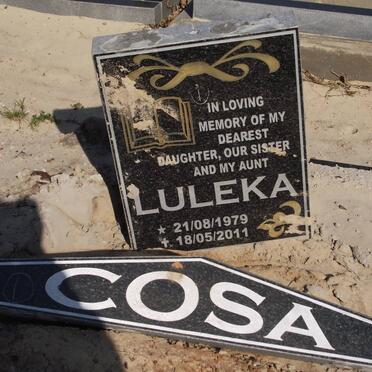 IN LOVING
MEMORY OF MY
DEAREST
DAUGHTER, OUR SISTER
AND MY AUNT
LULEKA
★ 21/08/1979
✝ 18/05/2011
COSA